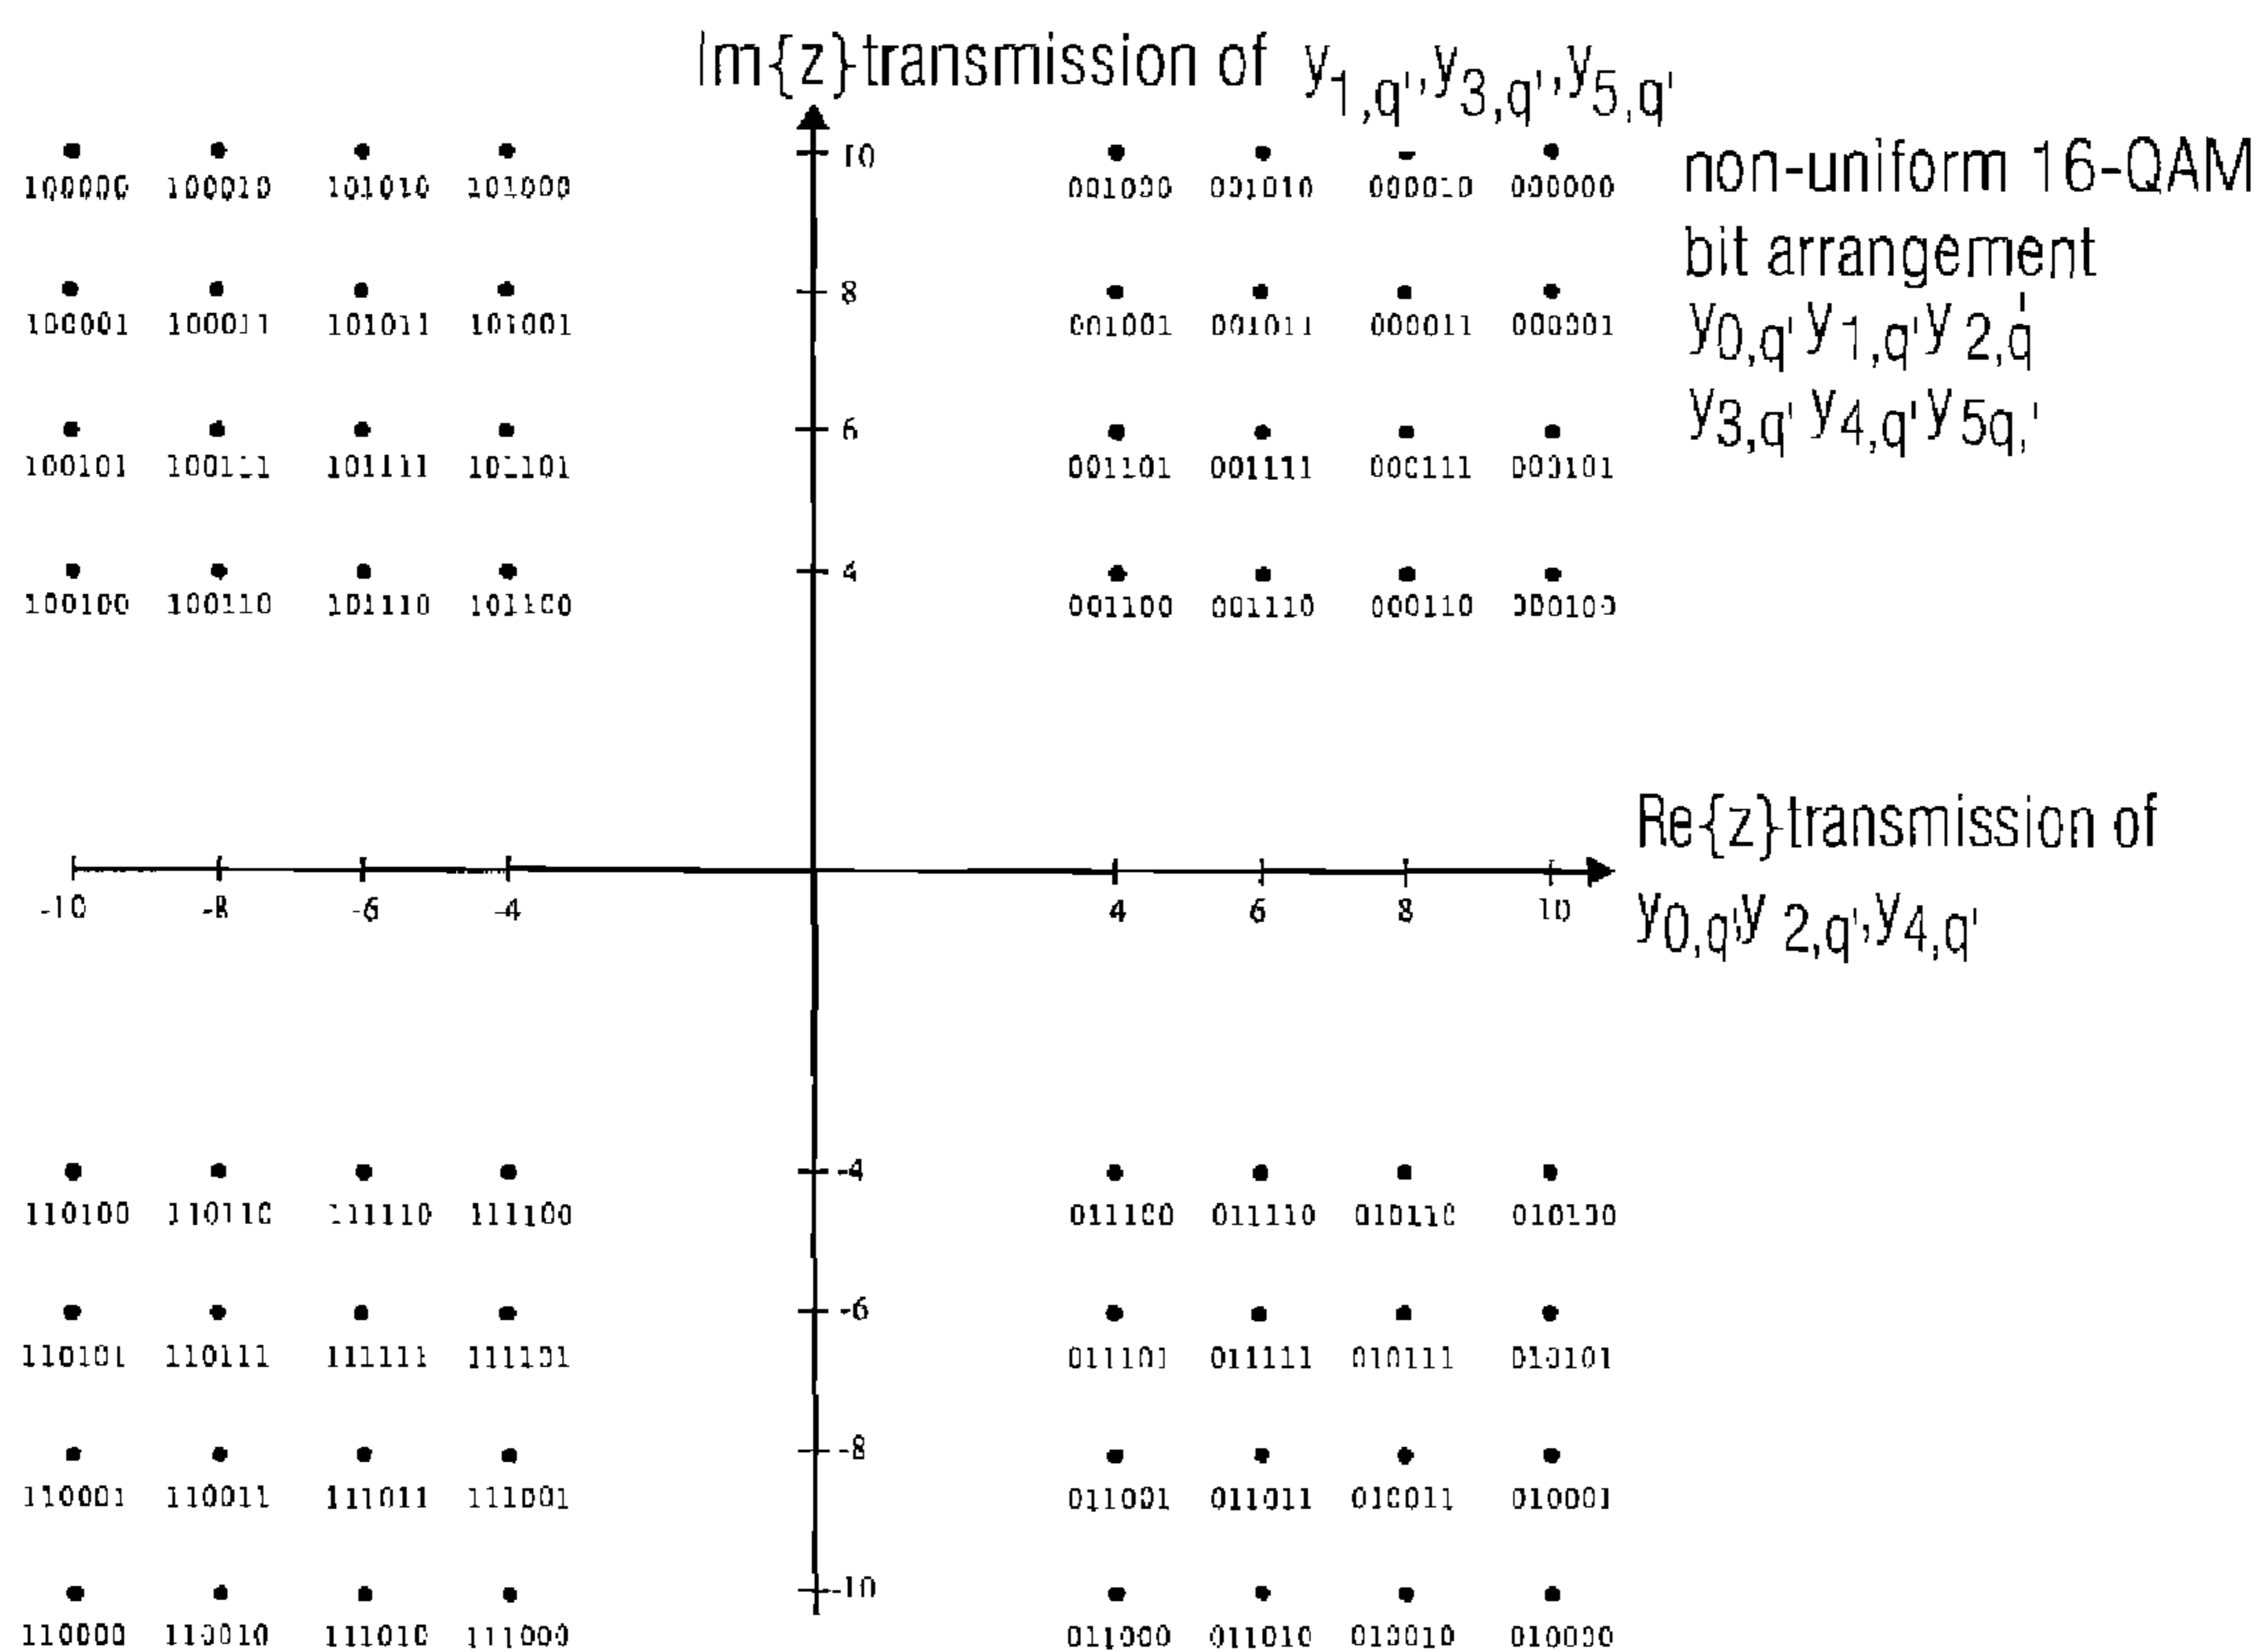 Im{z}transmission of y1,q',y3,q',y5,q'
non-uniform 16-QAM
bit arrangement
y0,q'y1,q'y2,q'
y3,q'y4,q'y5q,'
10
100000 100010 101010 101000 001000 001010 000010 000000
8
100001 100011 101011 101001 001001 001011 000011 000001
6
100101 100111 101111 101101 001101 001111 000111 000101
4
100100 100110 101110 101100 001100 001110 000110 000100
Re{z}transmission of
y0,q'y2,q',y4,q'
-10 -8 -6 -4 4 6 8 10
-4
110100 110110 111110 111100 011100 011110 010110 010100
-6
110101 110111 111111 111101 011101 011111 010111 010101
-8
110001 110011 111011 111001 011001 011011 010011 010001
-10
110000 110010 111010 111000 011000 011010 010010 010000